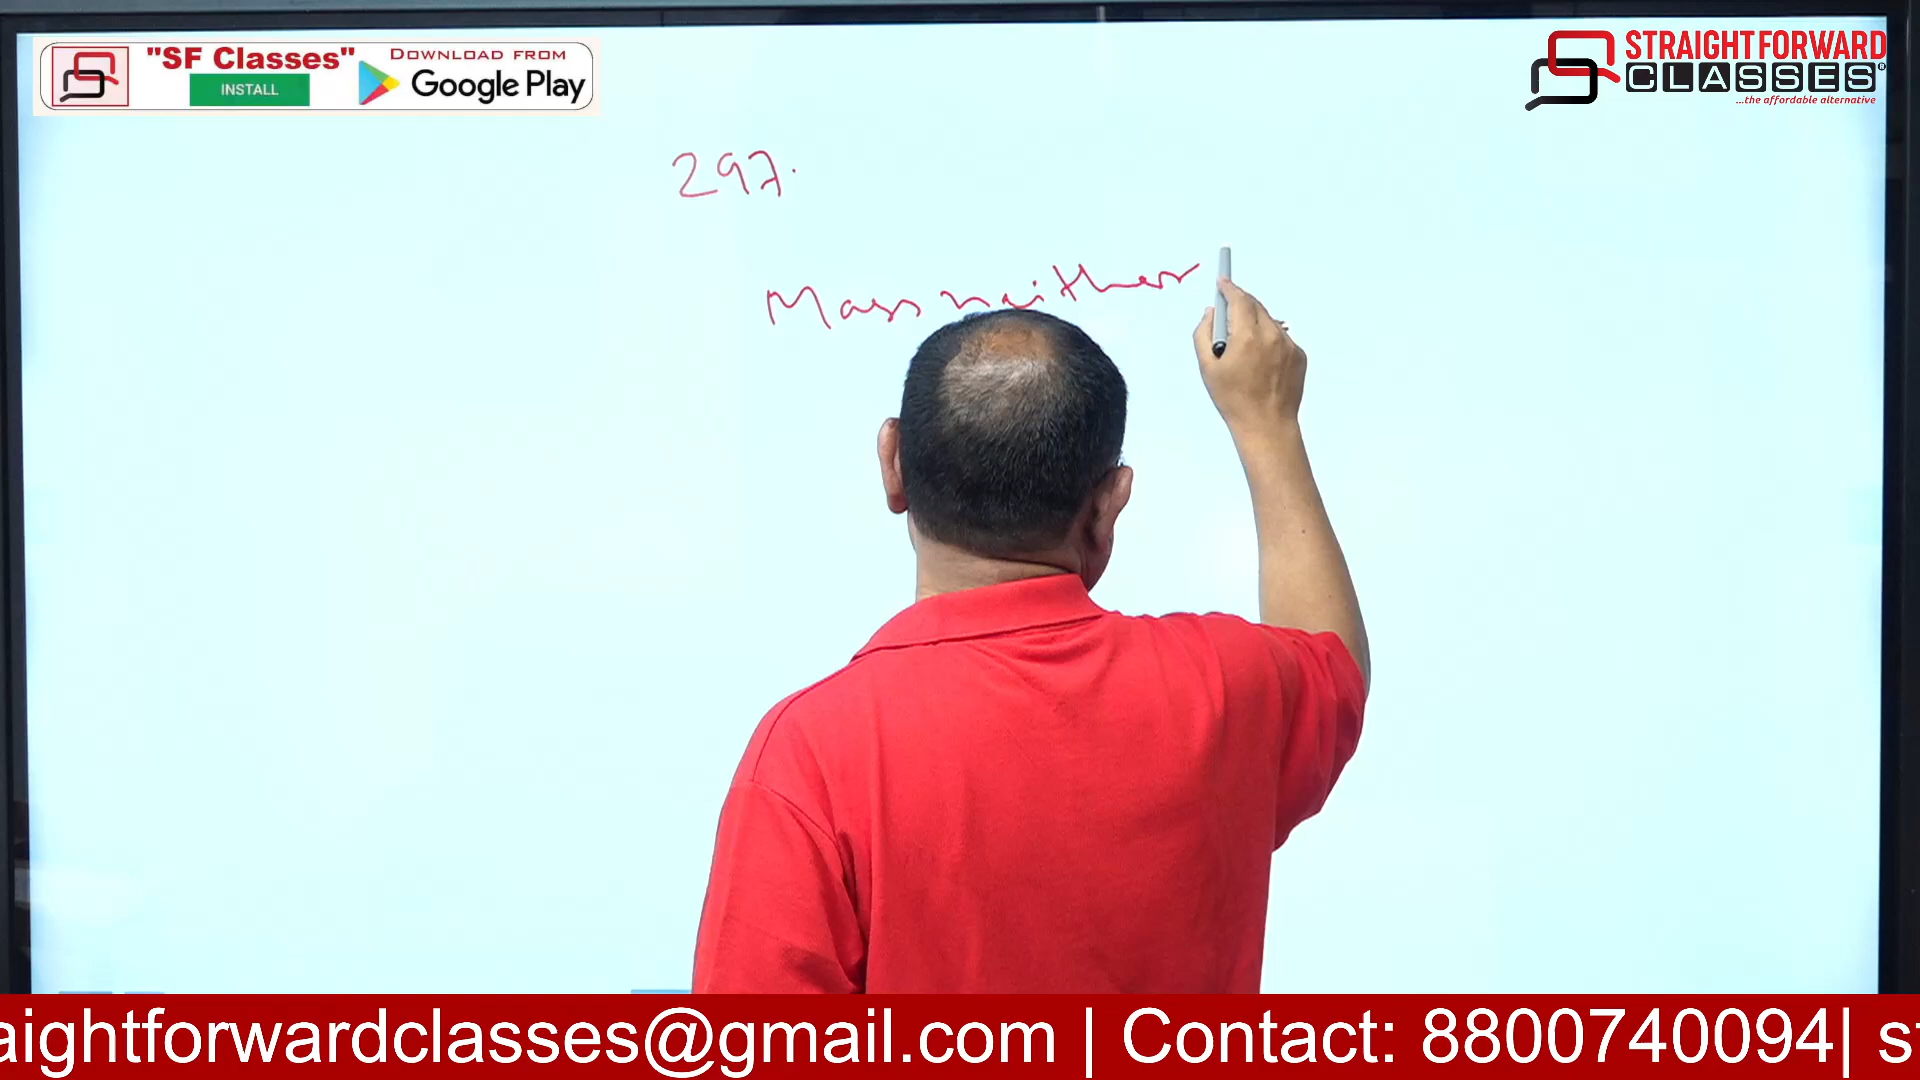 "SF Classes"
INSTALL
DOWNLOAD FROM
Google Play
STRAIGHT FORWARD
CLASSES®
...the affordable alternative
297.
Mass neither
aightforwardclasses@gmail.com | Contact: 8800740094| st